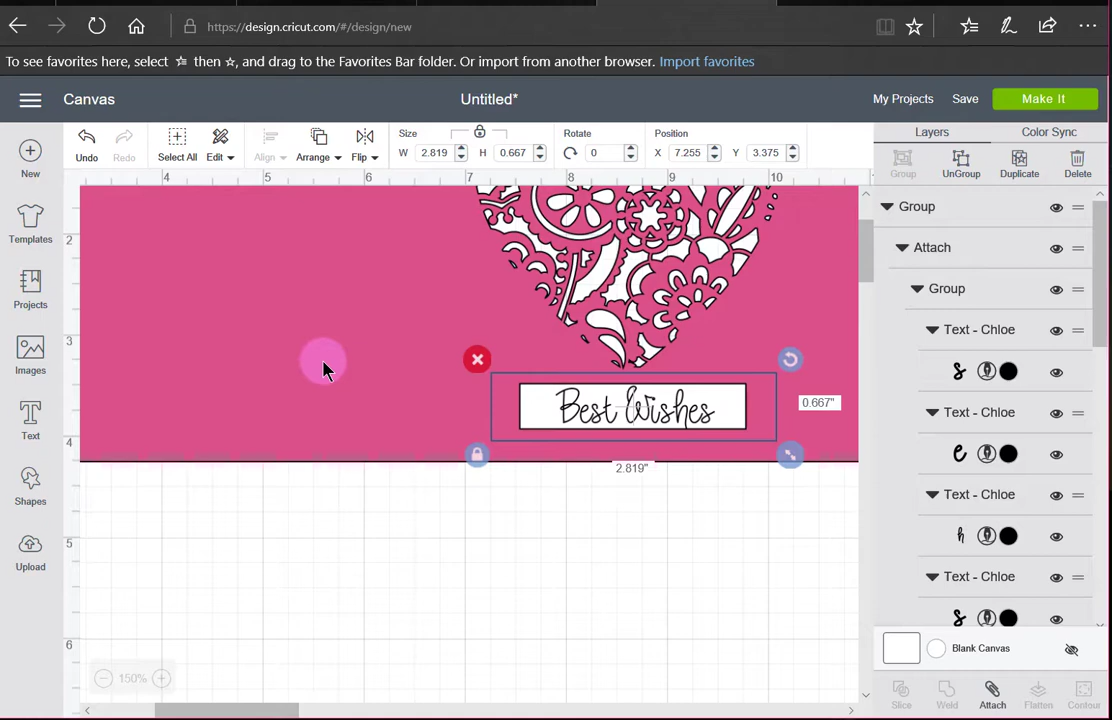 https://design.cricut.com/#/design/new
To see favorites here, select then , and drag to the Favorites Bar folder. Or import from another browser. Import favorites
Canvas
Untitled*
My Projects
Save
Make It
New
Templates
Projects
Images
Text
Shapes
Upload
Undo
Redo
Select All
Edit
Align
Arrange
Flip
Size
W 2.819
H 0.667
Rotate
0
Position
X 7.255
Y 3.375
Layers
Color Sync
Group
UnGroup
Duplicate
Delete
4 5 6 7 8 9 10
2
3
4
5
6
Best Wishes
0.667"
2.819"
150%
Group
Attach
Group
Text - Chloe
s
Text - Chloe
e
Text - Chloe
h
Text - Chloe
s
Blank Canvas
Slice
Weld
Attach
Flatten
Contour